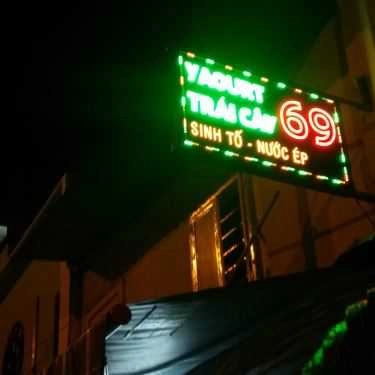 YAOURT
TRÁI CÂY 69
SINH TỐ - NƯỚC ÉP